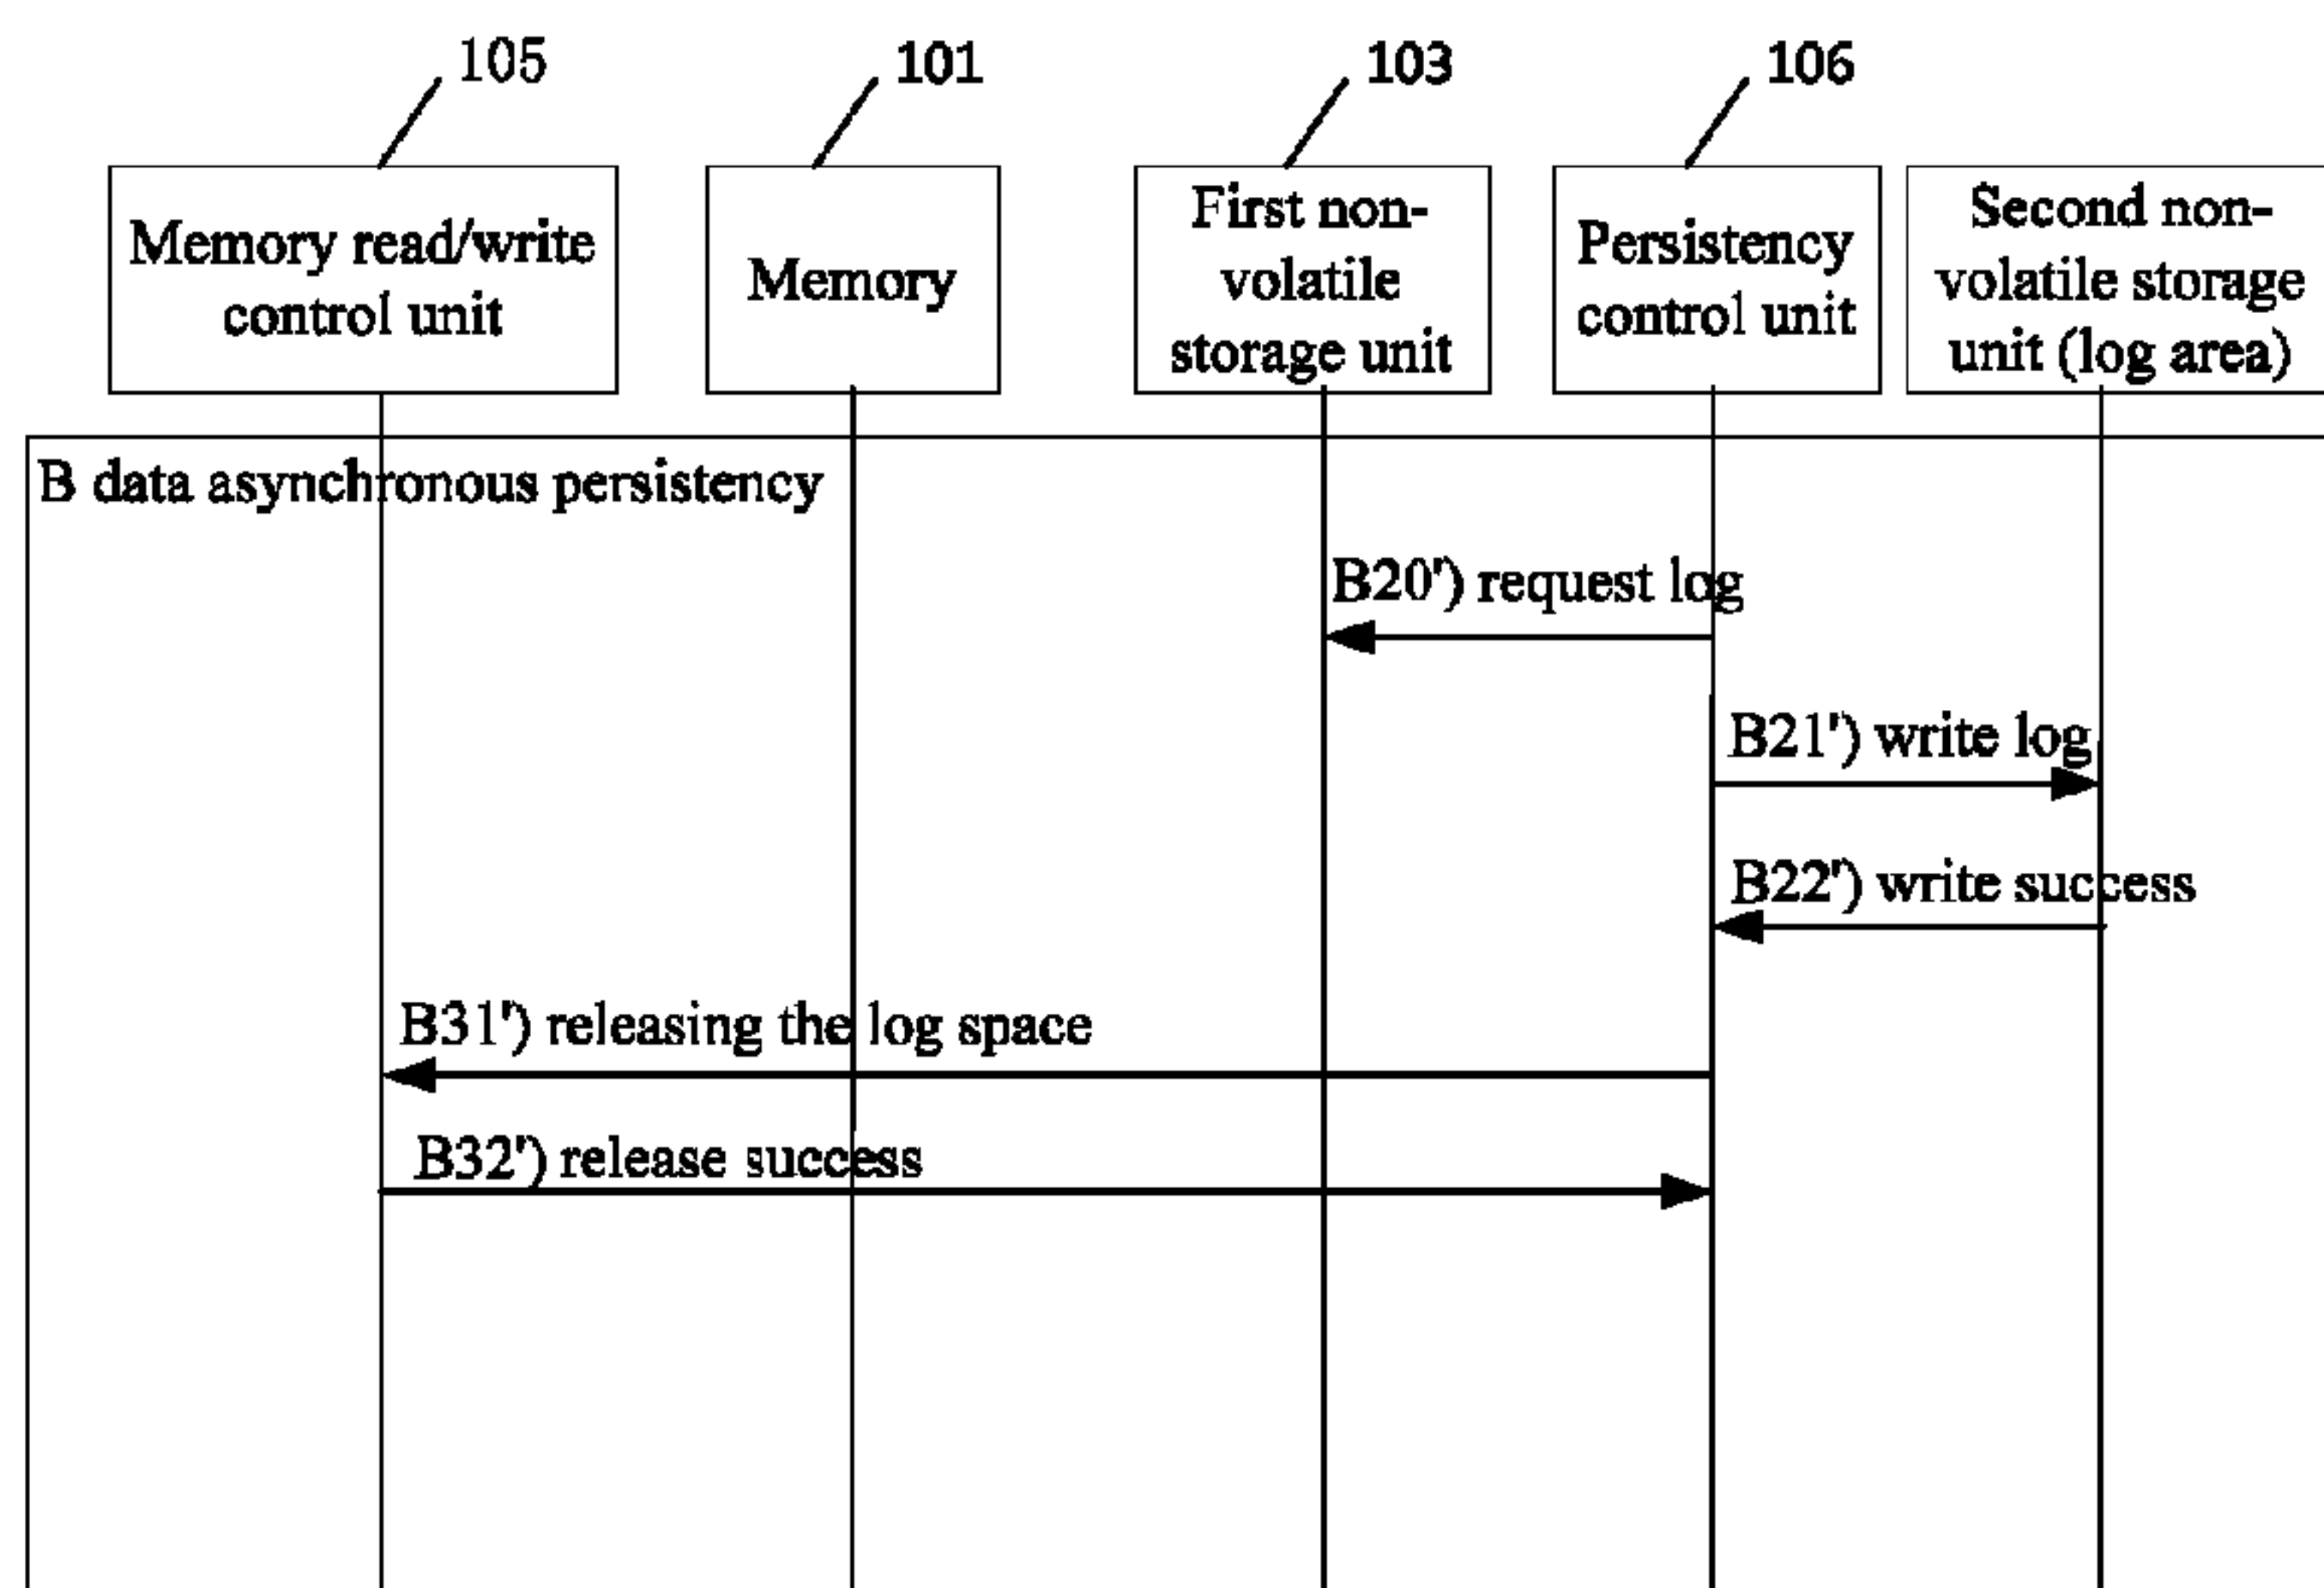 105
101
103
106
Memory read/write
control unit
Memory
First non-
volatile
storage unit
Persistency
control unit
Second non-
volatile storage
unit (log area)
B data asynchronous persistency
B20') request log
B21') write log
B22') write success
B31') releasing the log space
B32') release success